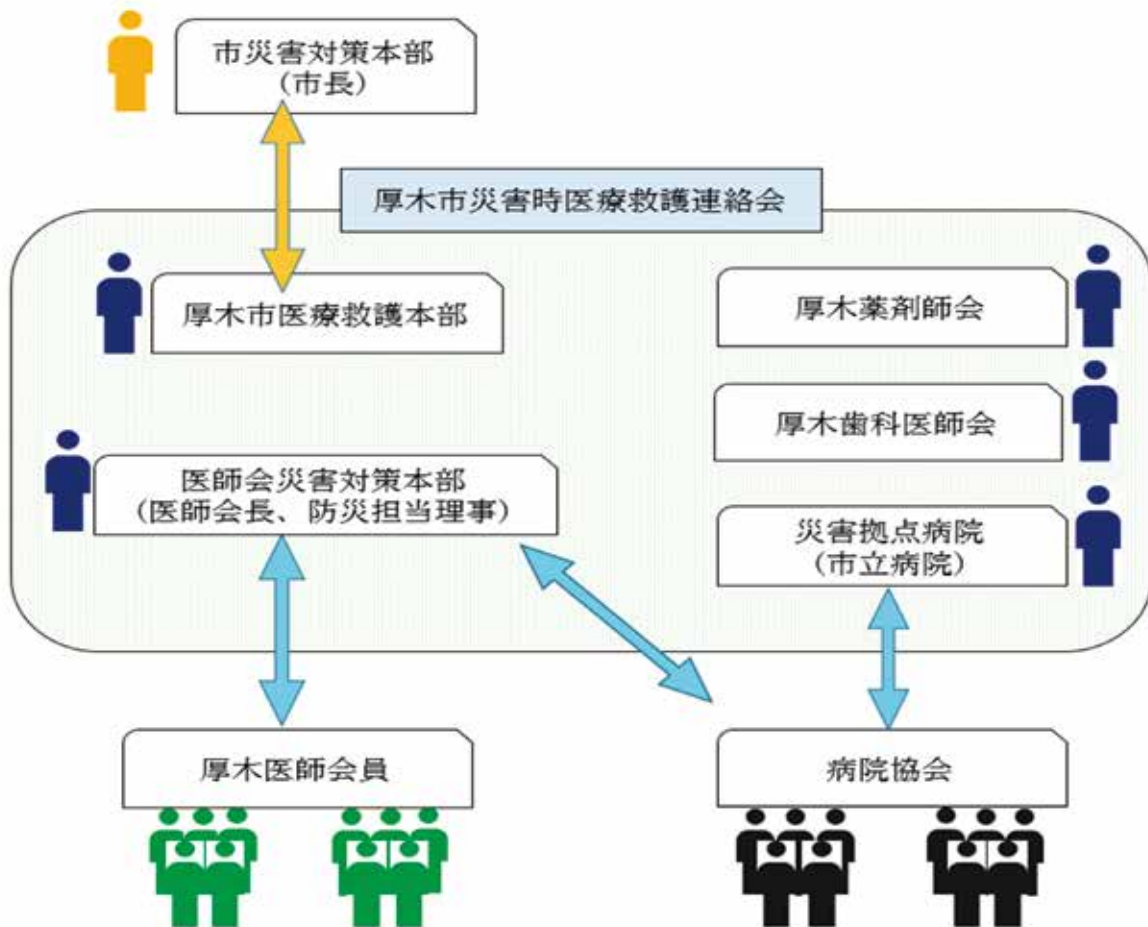 市災害対策本部
(市長)
厚木市災害時医療救護連絡会
厚木市医療救護本部
厚木薬剤師会
厚木歯科医師会
医師会災害対策本部
(医師会長、防災担当理事)
災害拠点病院
(市立病院)
厚木医師会員
病院協会